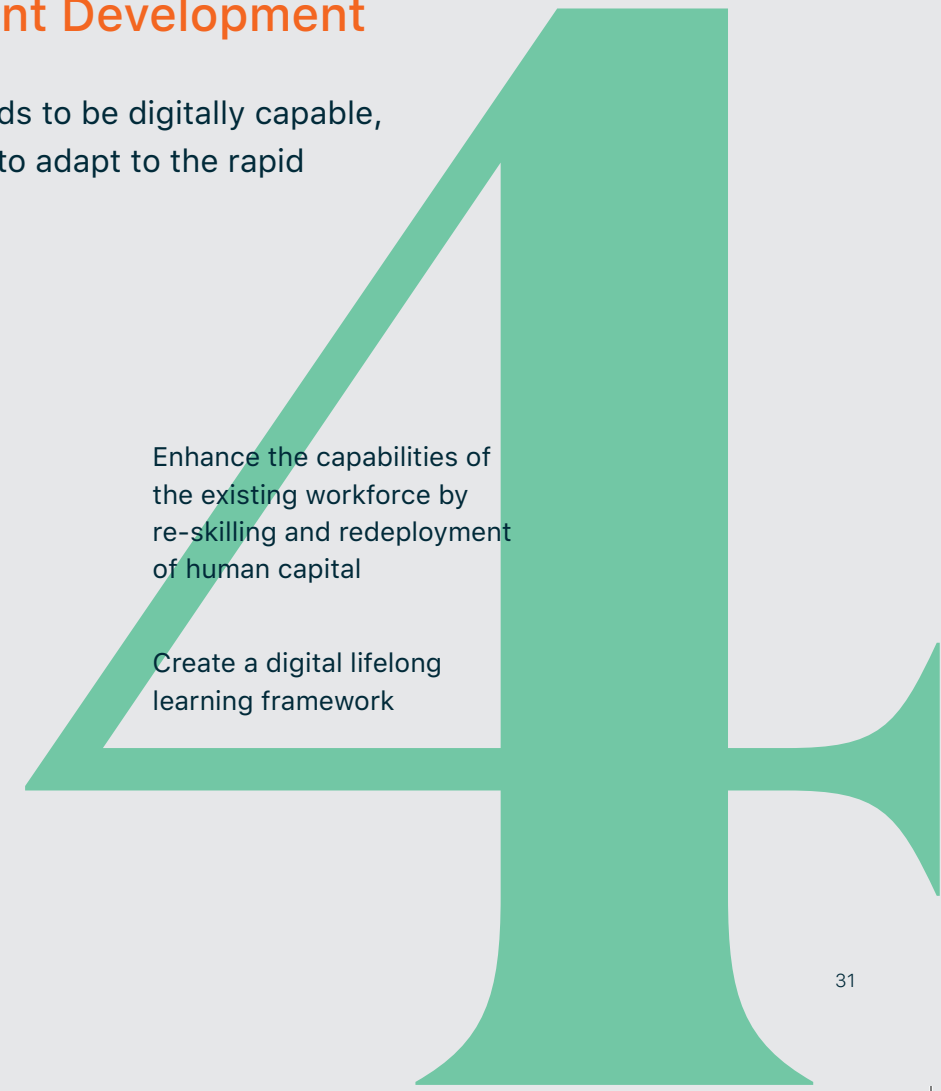 nt Development
ds to be digitally capable,
to adapt to the rapid
4
Enhance the capabilities of
the existing workforce by
re-skilling and redeployment
of human capital
Create a digital lifelong
learning framework
31